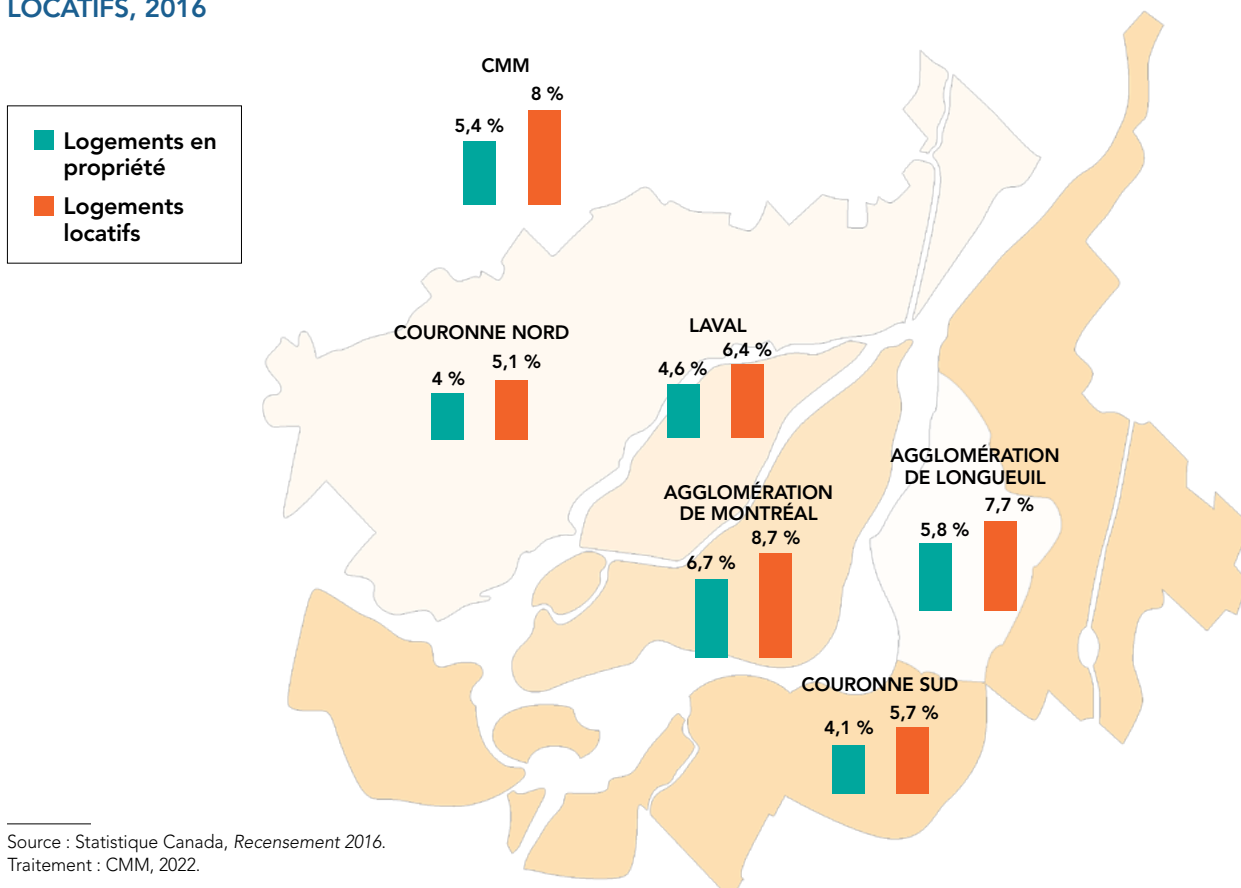 LOCATIFS, 2016
CMM
8 %
5,4 %
Logements en
propriété
Logements
locatifs
COURONNE NORD
5,1 %
4 %
LAVAL
6,4 %
4,6 %
AGGLOMÉRATION
DE LONGUEUIL
7,7 %
5,8 %
AGGLOMÉRATION
DE MONTRÉAL
8,7 %
6,7 %
COURONNE SUD
5,7 %
4,1 %
Source : Statistique Canada, Recensement 2016.
Traitement : CMM, 2022.